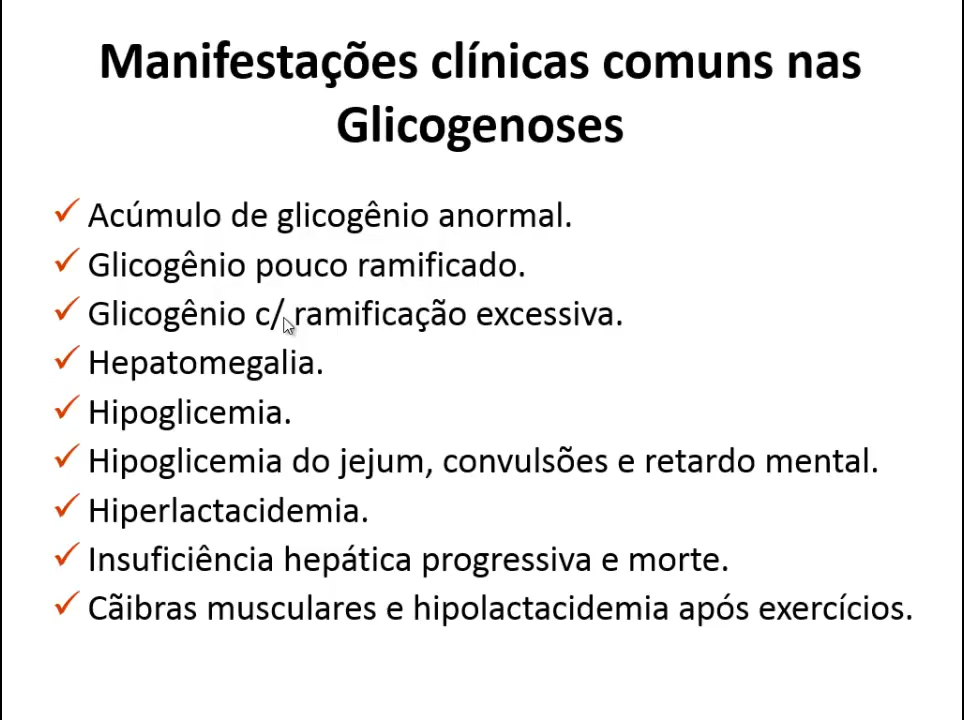 Manifestações clínicas comuns nas
Glicogenoses
✓ Acúmulo de glicogênio anormal.
✓ Glicogênio pouco ramificado.
✓ Glicogênio c/ ramificação excessiva.
✓ Hepatomegalia.
✓ Hipoglicemia.
✓ Hipoglicemia do jejum, convulsões e retardo mental.
✓ Hiperlactacidemia.
✓ Insuficiência hepática progressiva e morte.
✓ Cãibras musculares e hipolactacidemia após exercícios.